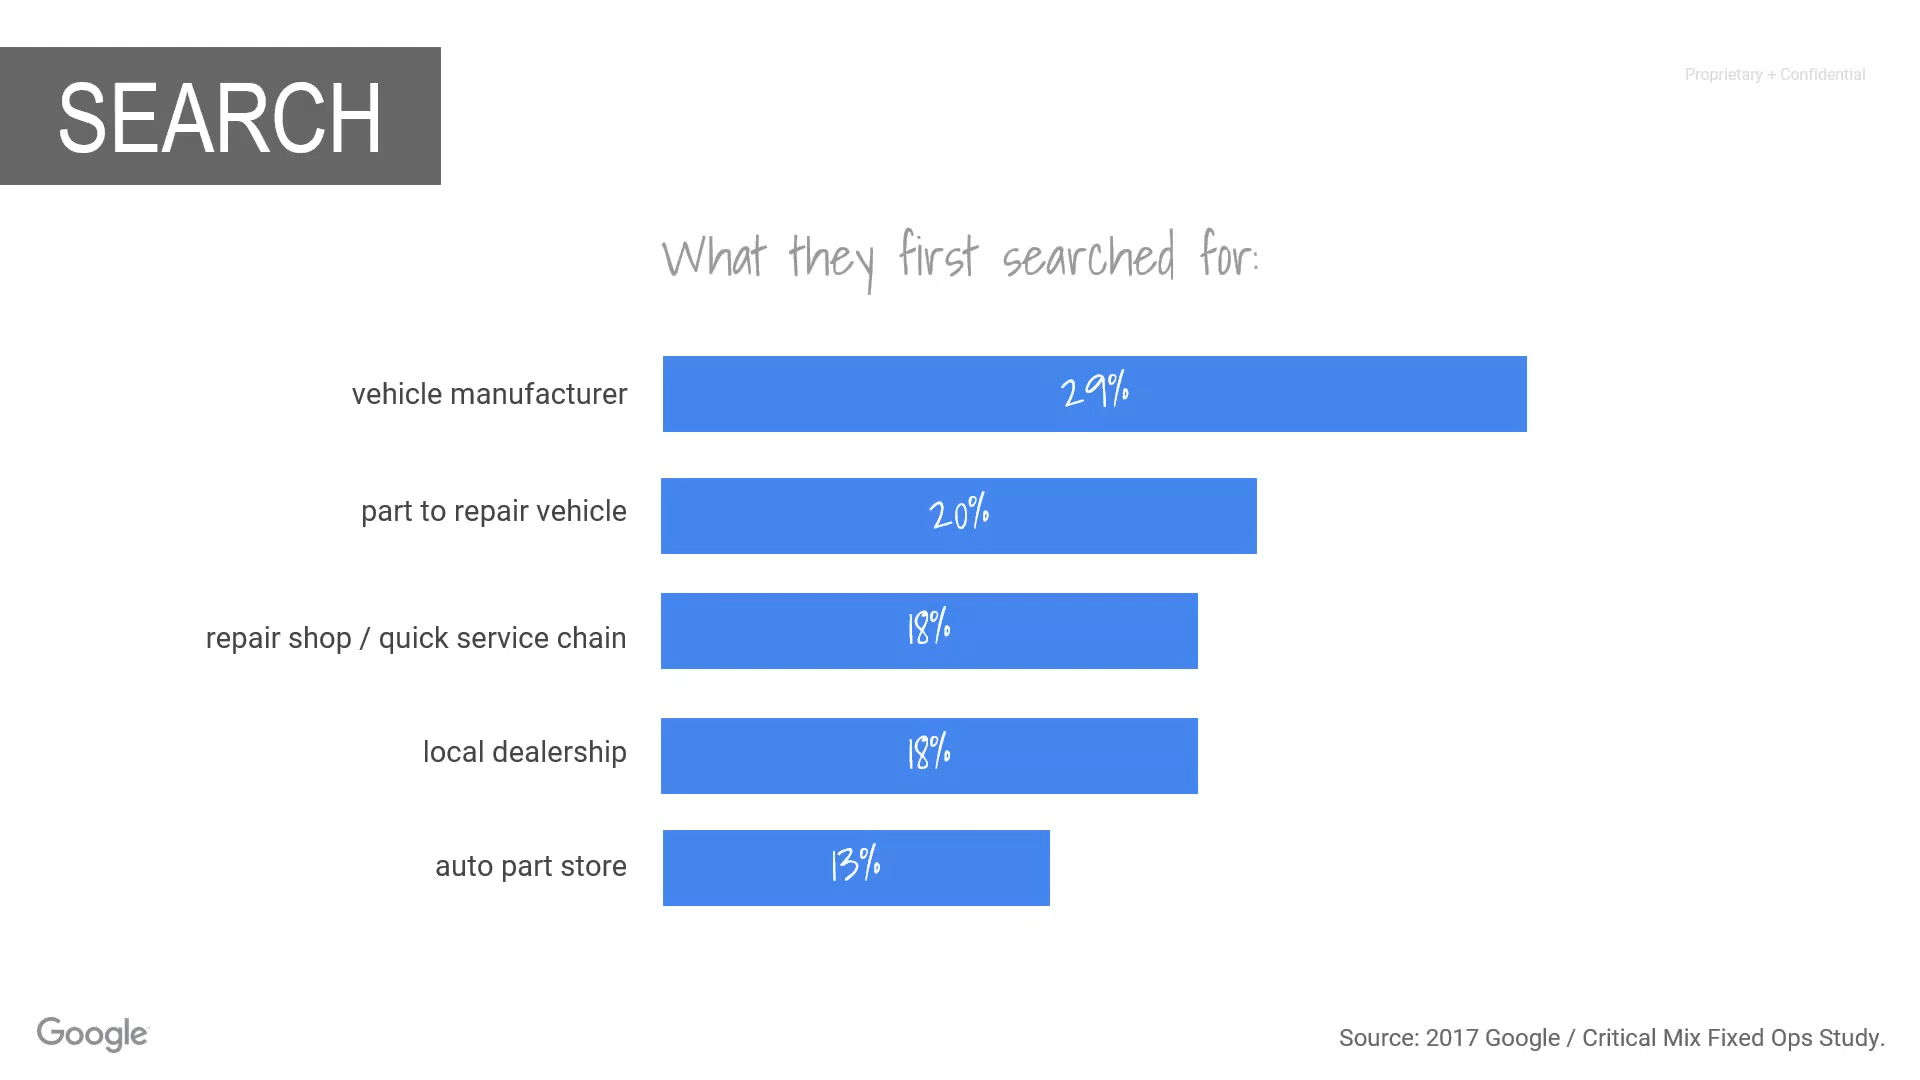 SEARCH
Proprietary + Confidential
What they first searched for:
vehicle manufacturer 29%
part to repair vehicle 20%
repair shop / quick service chain 18%
local dealership 18%
auto part store 13%
Google
Source: 2017 Google / Critical Mix Fixed Ops Study.